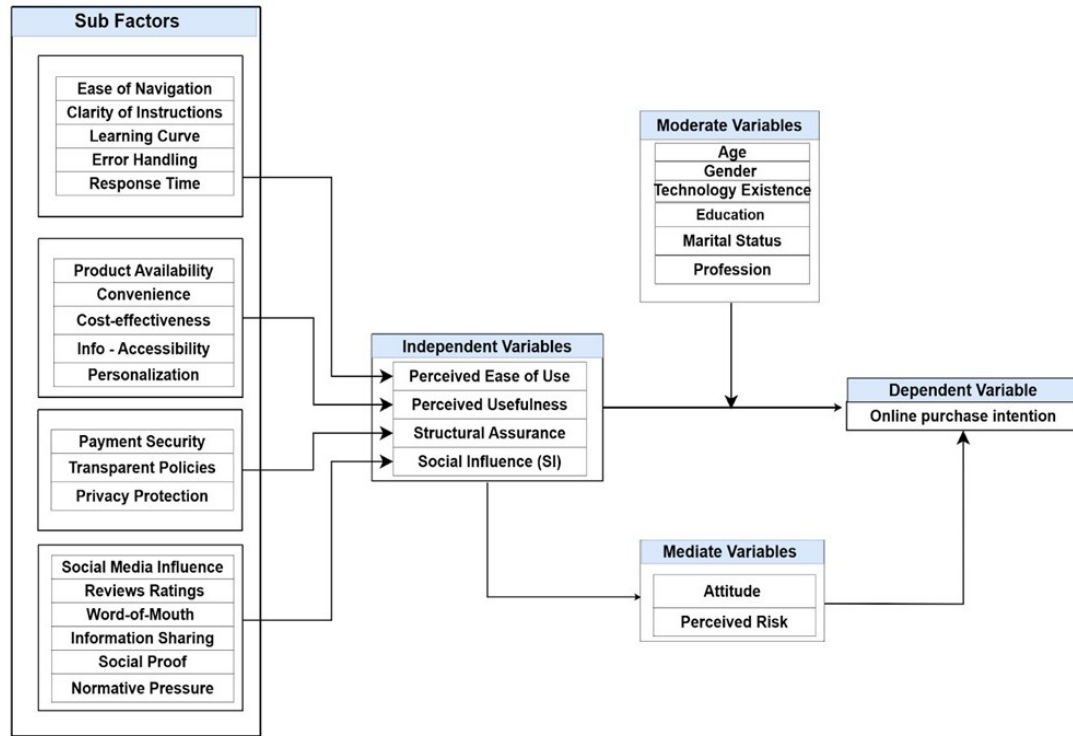 Sub Factors
Ease of Navigation
Clarity of Instructions
Learning Curve
Error Handling
Response Time
Product Availability
Convenience
Cost-effectiveness
Info - Accessibility
Personalization
Payment Security
Transparent Policies
Privacy Protection
Social Media Influence
Reviews Ratings
Word-of-Mouth
Information Sharing
Social Proof
Normative Pressure
Independent Variables
Perceived Ease of Use
Perceived Usefulness
Structural Assurance
Social Influence (SI)
Moderate Variables
Age
Gender
Technology Existence
Education
Marital Status
Profession
Mediate Variables
Attitude
Perceived Risk
Dependent Variable
Online purchase intention